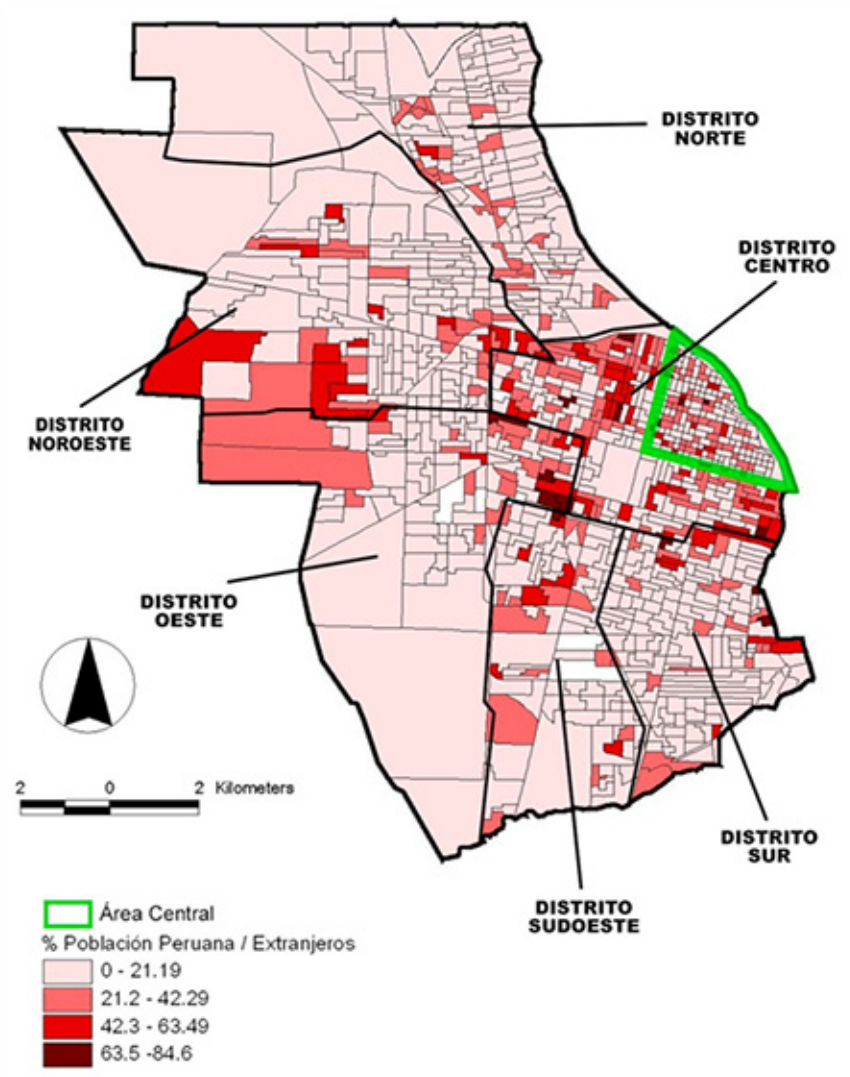 DISTRITO
NORTE
DISTRITO
CENTRO
DISTRITO
NOROESTE
DISTRITO
OESTE
2 0 2 Kilometers
DISTRITO
SUR
DISTRITO
SUDOESTE
Área Central
% Población Peruana / Extranjeros
0 - 21.19
21.2 - 42.29
42.3 - 63.49
63.5 -84.6